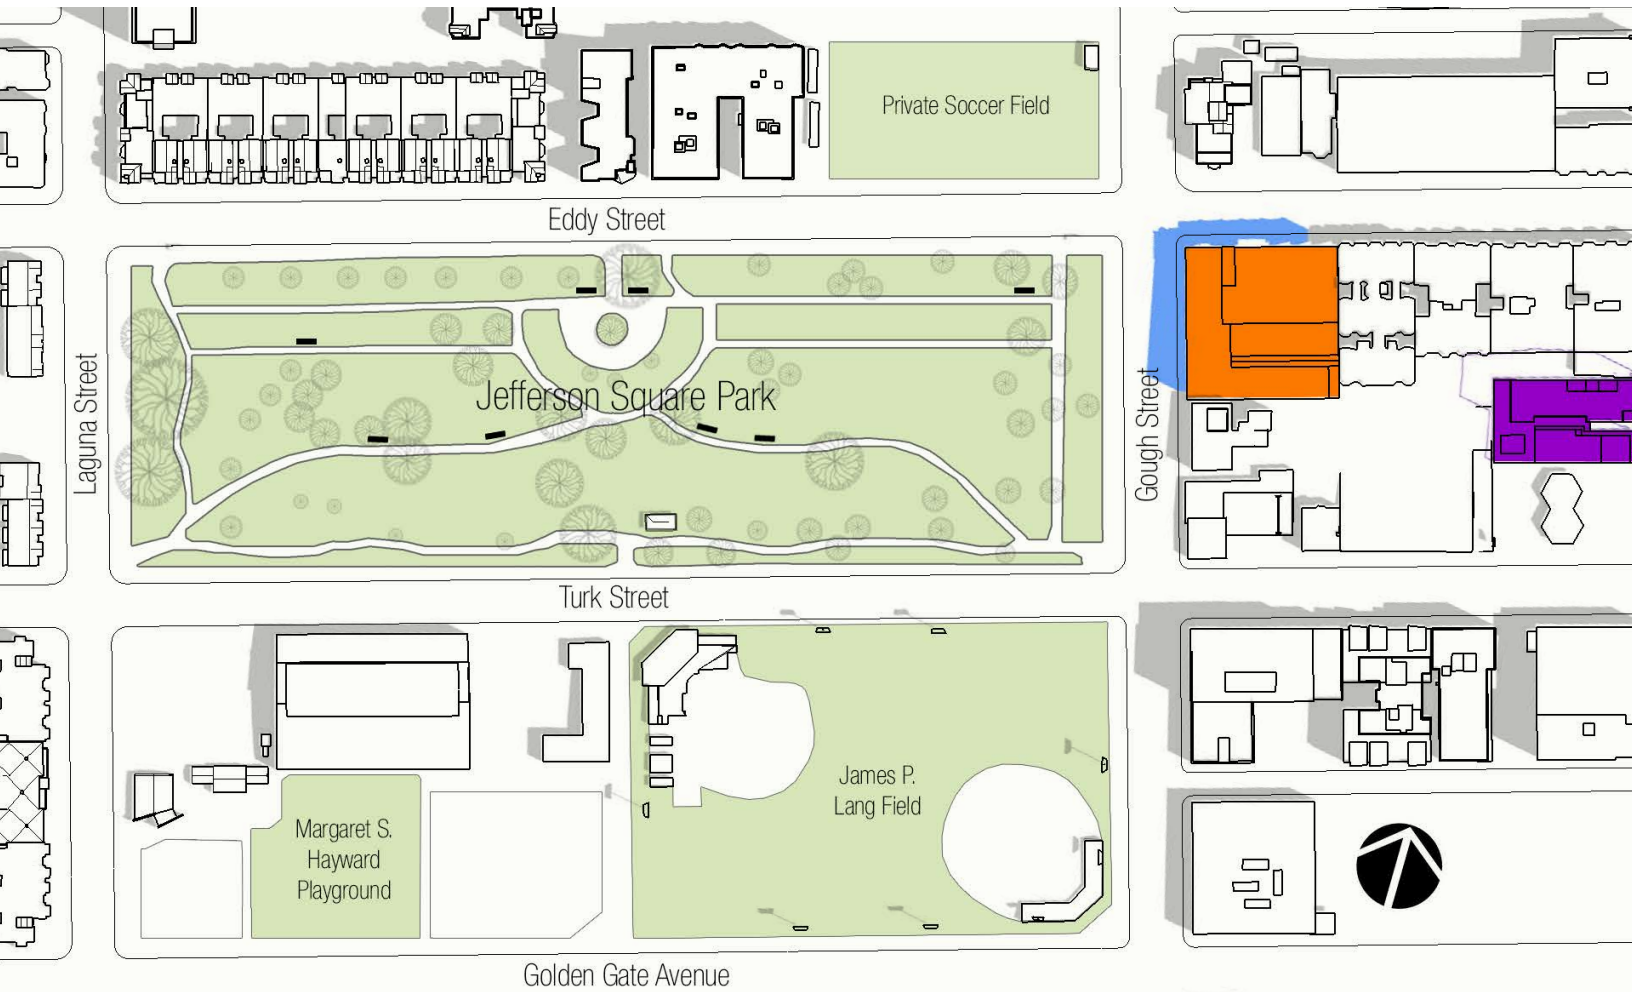 Private Soccer Field
Eddy Street
Laguna Street
Jefferson Square Park
Gough Street
Turk Street
James P.
Lang Field
Margaret S.
Hayward
Playground
Golden Gate Avenue